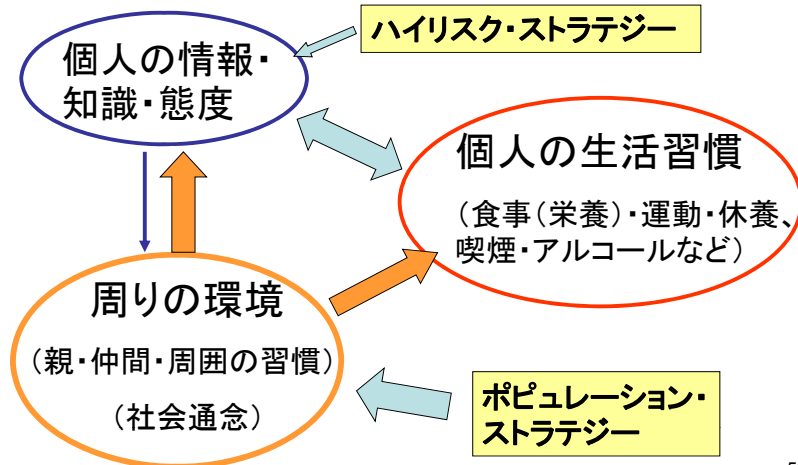 ハイリスク・ストラテジー
個人の情報・
知識・態度
個人の生活習慣
（食事（栄養）・運動・休養、
喫煙・アルコールなど）
周りの環境
（親・仲間・周囲の習慣）
（社会通念）
ポピュレーション・
ストラテジー